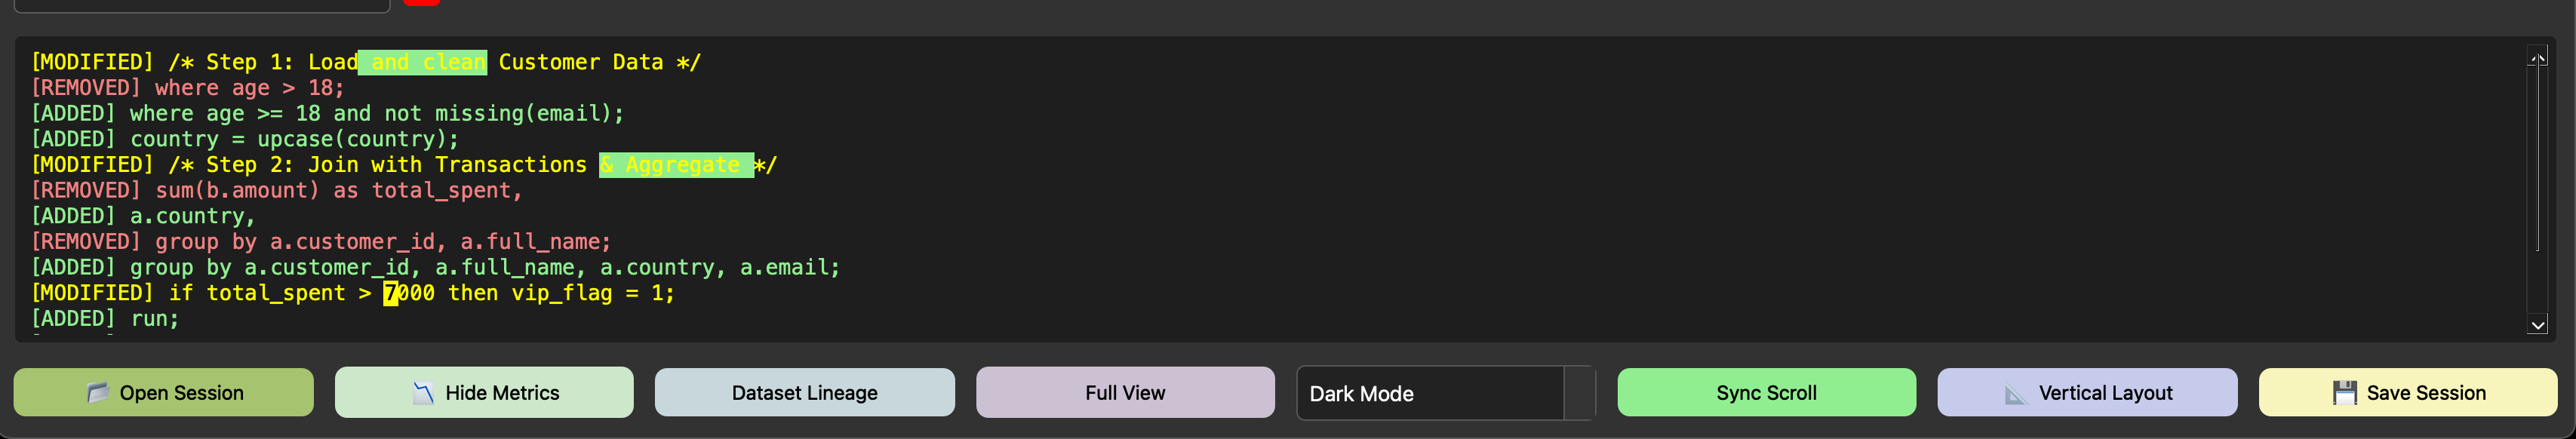 [MODIFIED] /* Step 1: Load and clean Customer Data */
[REMOVED] where age > 18;
[ADDED] where age >= 18 and not missing(email);
[ADDED] country = upcase(country);
[MODIFIED] /* Step 2: Join with Transactions & Aggregate */
[REMOVED] sum(b.amount) as total_spent,
[ADDED] a.country,
[REMOVED] group by a.customer_id, a.full_name;
[ADDED] group by a.customer_id, a.full_name, a.country, a.email;
[MODIFIED] if total_spent > 7000 then vip_flag = 1;
[ADDED] run;
Open Session Hide Metrics Dataset Lineage Full View Dark Mode Sync Scroll Vertical Layout Save Session